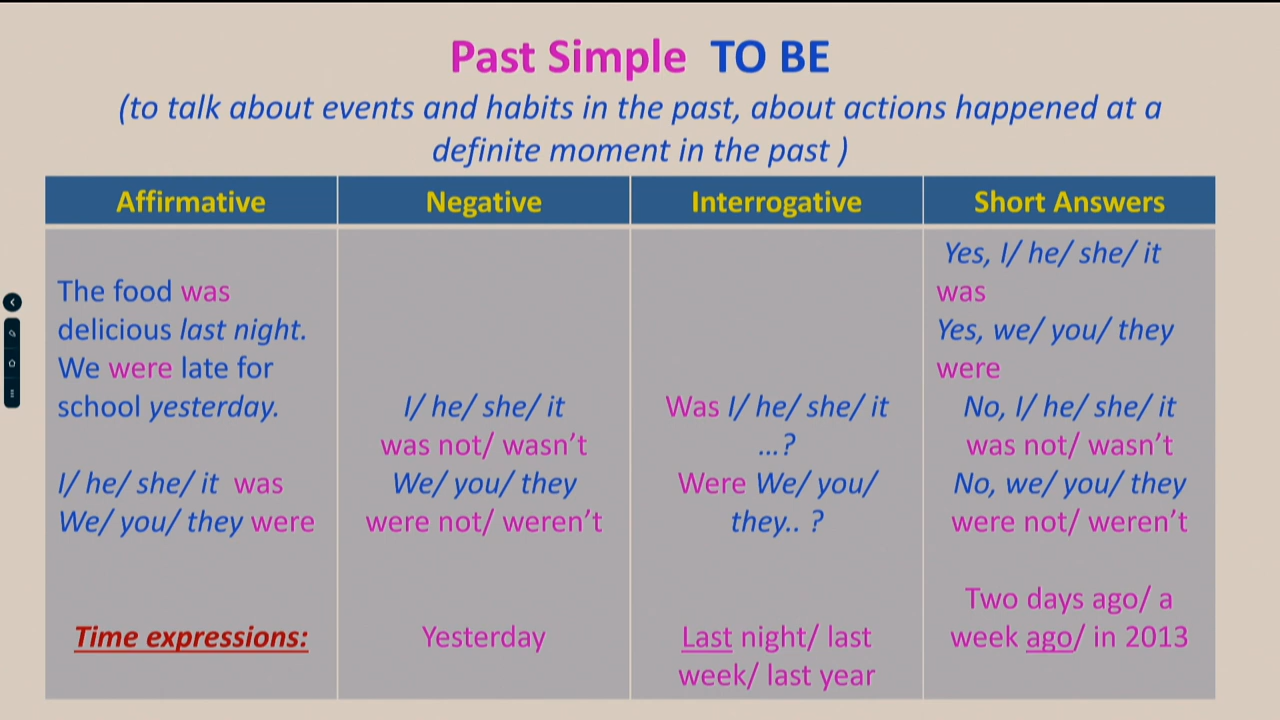 Past Simple TO BE
(to talk about events and habits in the past, about actions happened at a
definite moment in the past )
Affirmative
Negative
Interrogative
Short Answers
The food was
delicious last night.
We were late for
school yesterday.
I/ he/ she/ it was
We/ you/ they were
I/ he/ she/ it
was not/ wasn’t
We/ you/ they
were not/ weren’t
Was I/ he/ she/ it
...?
Were We/ you/
they.. ?
Yes, I/ he/ she/ it
was
Yes, we/ you/ they
were
No, I/ he/ she/ it
was not/ wasn’t
No, we/ you/ they
were not/ weren’t
Time expressions:
Yesterday
Last night/ last
week/ last year
Two days ago/ a
week ago/ in 2013